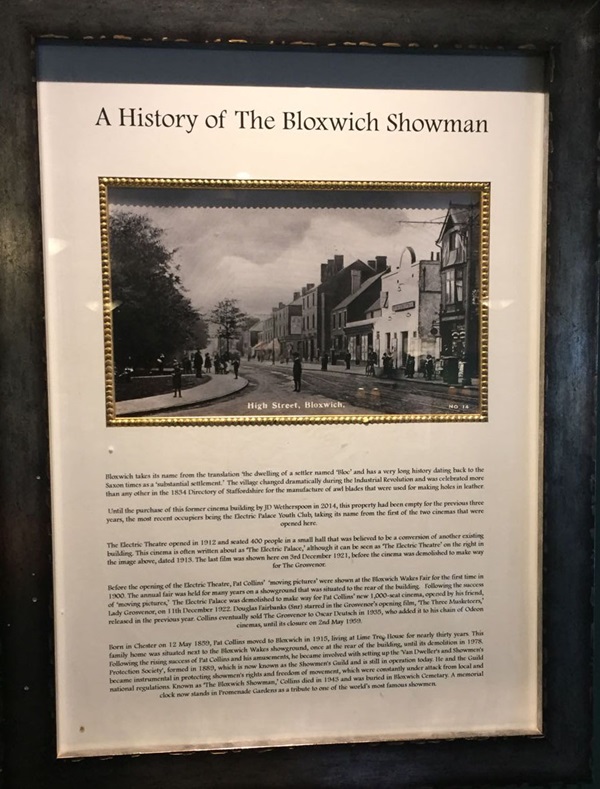 A History of The Bloxwich Showman
High Street, Bloxwich.
NO 14
Bloxwich takes its name from the translation 'the dwelling of a settler named 'Bloc' and has a very long history dating back to the
Saxon times as a 'substantial settlement.' The village changed dramatically during the Industrial Revolution and was celebrated more
than any other in the 1834 Directory of Staffordshire for the manufacture of awl blades that were used for making holes in leather.
Until the purchase of this former cinema building by JD Wetherspoon in 2014, this property had been empty for the previous three
years, the most recent occupiers being the Electric Palace Youth Club, taking its name from the first of the two cinemas that were
opened here.
The Electric Theatre opened in 1912 and seated 400 people in a small hall that was believed to be a conversion of another existing
building. This cinema is often written about as 'The Electric Palace,' although it can be seen as 'The Electric Theatre' on the right in
the image above, dated 1915. The last film was shown here on 3rd December 1921, before the cinema was demolished to make way
for The Grosvenor.
Before the opening of the Electric Theatre, Pat Collins' 'moving pictures' were shown at the Bloxwich Wakes Fair for the first time in
1900. The annual fair was held for many years on a showground that was situated to the rear of the building. Following the success
of 'moving pictures,' The Electric Palace was demolished to make way for Pat Collins' new 1,000-seat cinema, opened by his friend,
Lady Grosvenor, on 11th December 1922. Douglas Fairbanks (Snr) starred in the Grosvenor's opening film, 'The Three Musketeers,'
released in the previous year. Collins eventually sold The Grosvenor to Oscar Deutsch in 1935, who added it to his chain of Odeon
cinemas, until its closure on 2nd May 1959.
Born in Chester on 12 May 1859, Pat Collins moved to Bloxwich in 1915, living at Lime Tree House for nearly thirty years. This
family home was situated next to the Bloxwich Wakes showground, once at the rear of the building, until its demolition in 1978.
Following the rising success of Pat Collins and his amusements, he became involved with setting up the 'Van Dweller's and Showmen's
Protection Society', formed in 1889, which is now known as the Showmen's Guild and is still in operation today. He and the Guild
became instrumental in protecting showmen's rights and freedom of movement, which were constantly under attack from local and
national regulations. Known as 'The Bloxwich Showman,' Collins died in 1943 and was buried in Bloxwich Cemetary. A memorial
clock now stands in Promenade Gardens as a tribute to one of the world's most famous showmen.